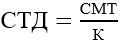 СТД = СМТ / К